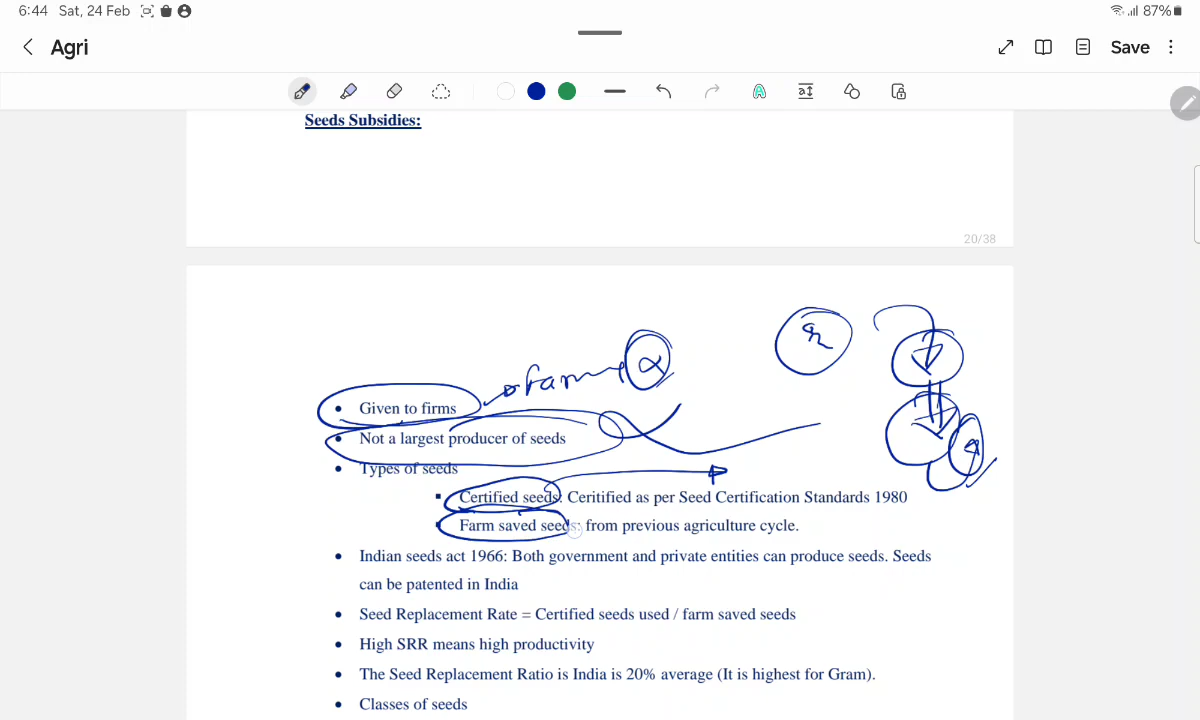 6:44 Sat, 24 Feb 87%
Agri Save
Seeds Subsidies:
20/38
Farm
• Given to firms
• Not a largest producer of seeds
• Types of seeds
▪ Certified seeds: Ceritified as per Seed Certification Standards 1980
▪ Farm saved seeds: from previous agriculture cycle.
• Indian seeds act 1966: Both government and private entities can produce seeds. Seeds
can be patented in India
• Seed Replacement Rate = Certified seeds used / farm saved seeds
• High SRR means high productivity
• The Seed Replacement Ratio is India is 20% average (It is highest for Gram).
• Classes of seeds